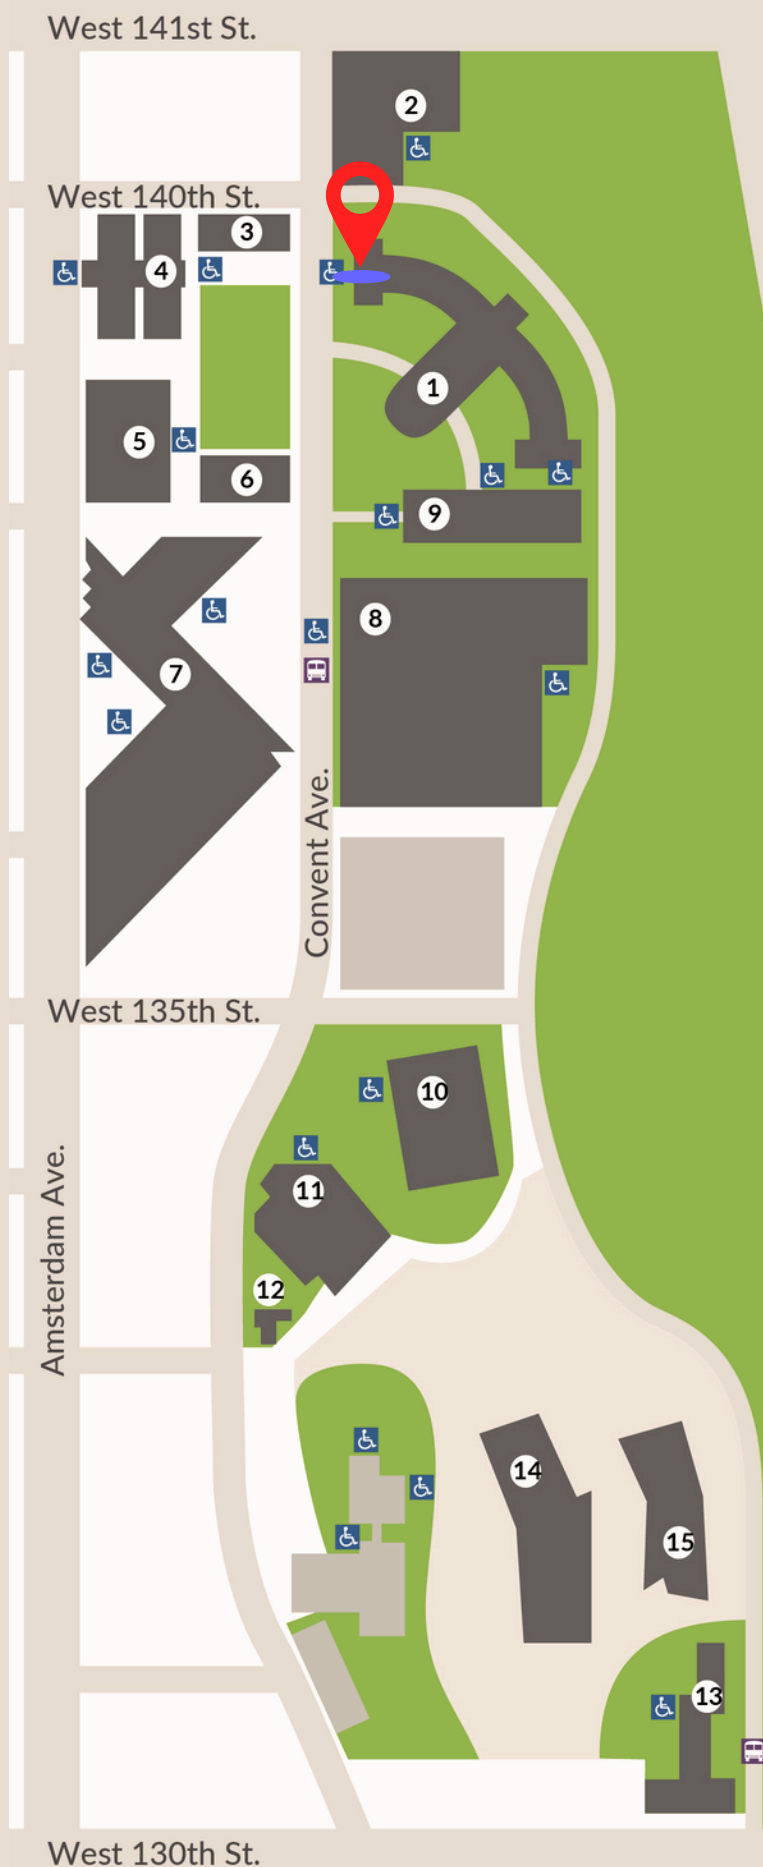 West 141st St.
2
West 140th St.
3
4
1
5
6
9
8
7
Convent Ave.
West 135th St.
10
11
12
Amsterdam Ave.
14
15
13
West 130th St.